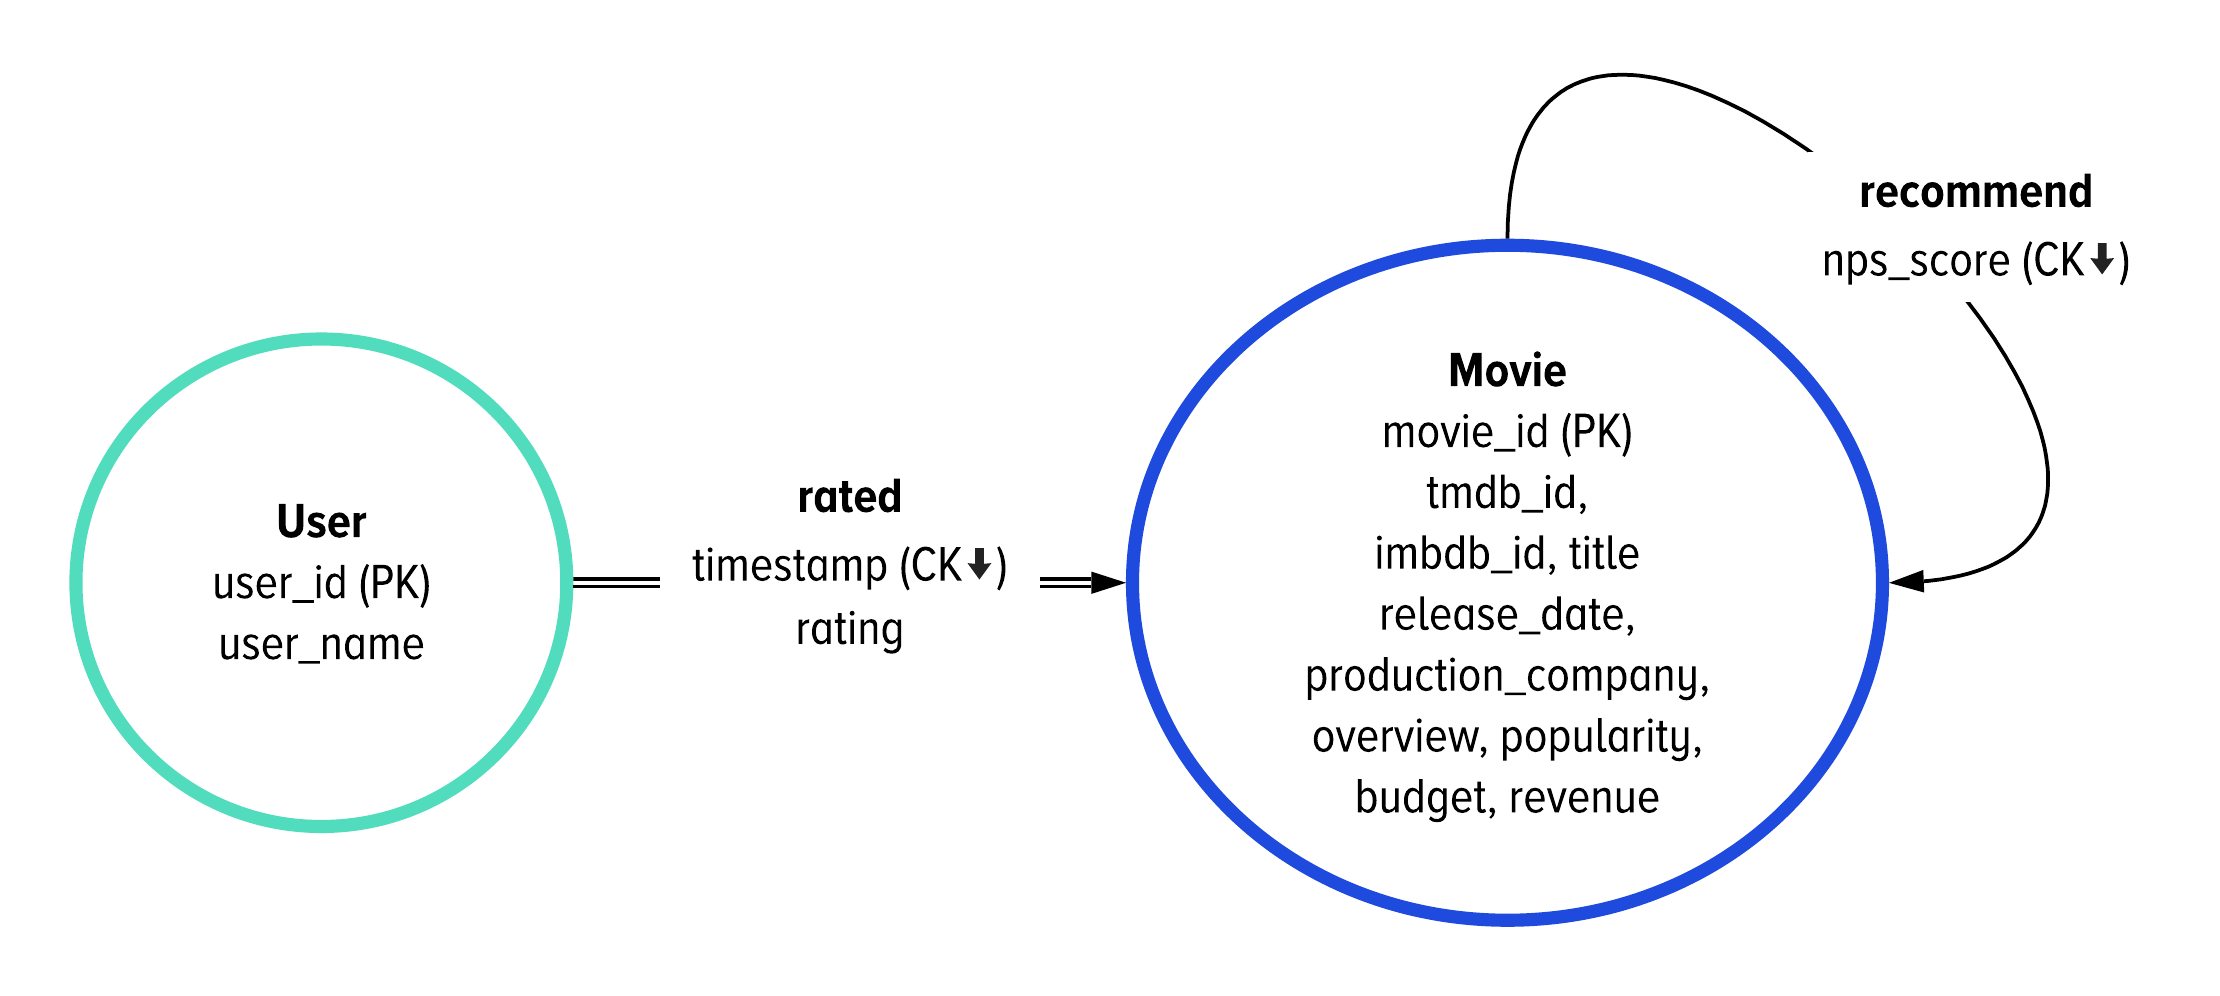 User
user_id (PK)
user_name
rated
timestamp (CK⬇)
rating
Movie
movie_id (PK)
tmdb_id,
imbdb_id, title
release_date,
production_company,
overview, popularity,
budget, revenue
recommend
nps_score (CK⬇)